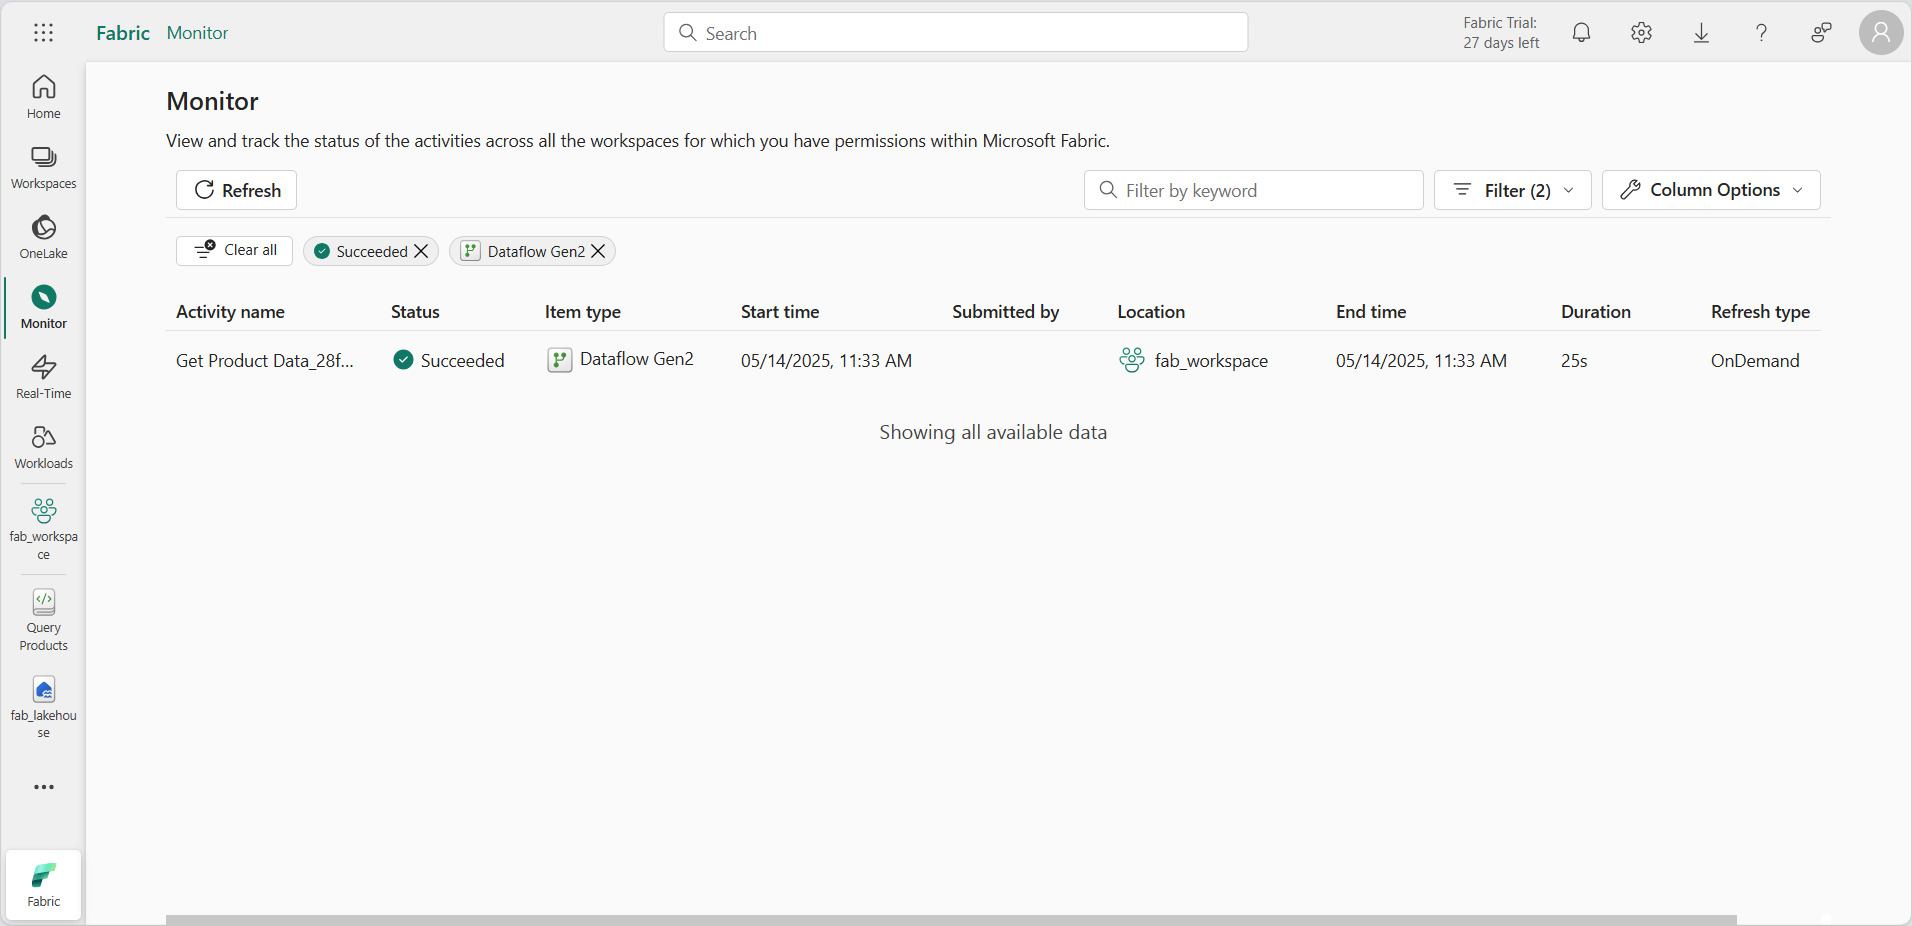 Fabric Monitor
Search
Fabric Trial:
27 days left
Home
Workspaces
OneLake
Monitor
Real-Time
Workloads
fab_workspa
ce
Query
Products
fab_lakehou
se
Fabric
Monitor
View and track the status of the activities across all the workspaces for which you have permissions within Microsoft Fabric.
Refresh
Filter by keyword
Filter (2)
Column Options
Clear all
Succeeded
Dataflow Gen2
Activity name Status Item type Start time Submitted by Location End time Duration Refresh type
Get Product Data_28f... Succeeded Dataflow Gen2 05/14/2025, 11:33 AM fab_workspace 05/14/2025, 11:33 AM 25s OnDemand
Showing all available data